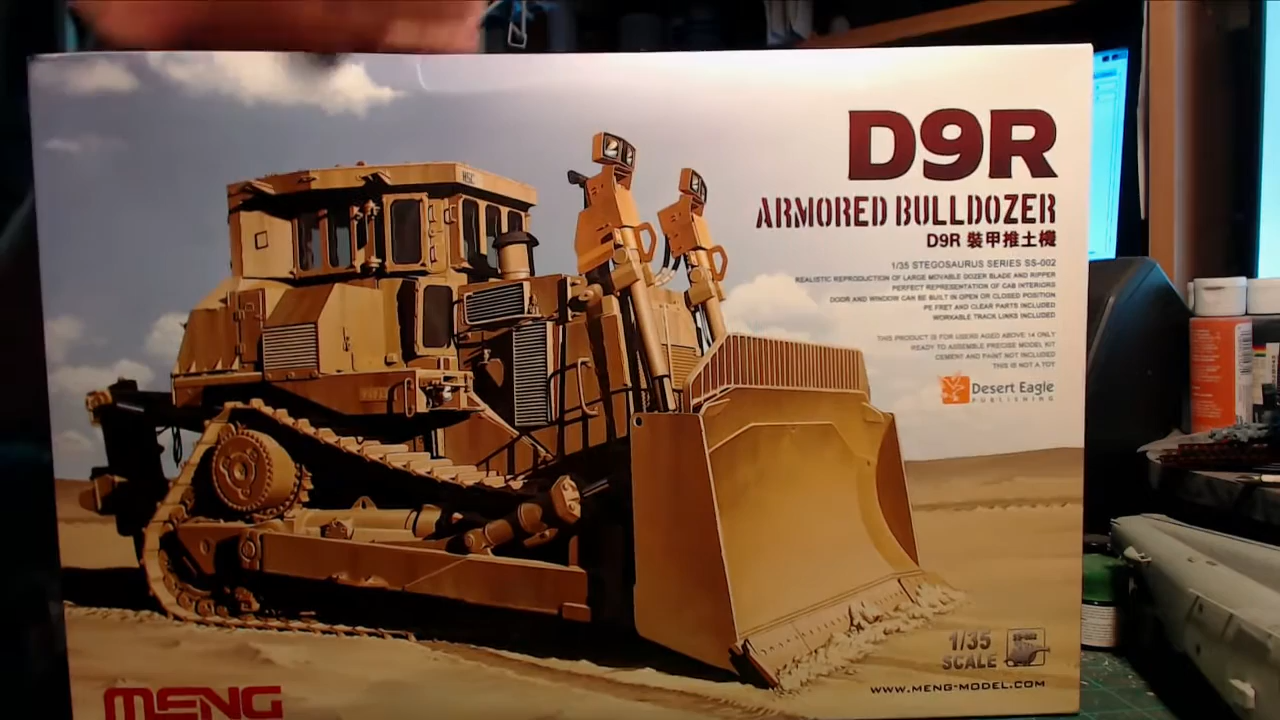 D9R
ARMORED BULLDOZER
D9R 裝甲推土機
1/35 STEGOSAURUS SERIES SS-002
REALISTIC REPRODUCTION OF LARGE MOVABLE DOZER BLADE AND RIPPER
PERFECT REPRESENTATION OF CAB INTERIORS
DOOR AND WINDOW CAN BE BUILT IN OPEN OR CLOSED POSITION
PE FRET AND CLEAR PARTS INCLUDED
WORKABLE TRACK LINKS INCLUDED
THIS PRODUCT IS FOR USERS AGED ABOVE 14 ONLY
READY TO ASSEMBLE PRECISE MODEL KIT
CEMENT AND PAINT NOT INCLUDED
THIS IS NOT A TOY
Desert Eagle
PUBLISHING
1/35
SCALE
SS-002
WWW.MENG-MODEL.COM
MENG